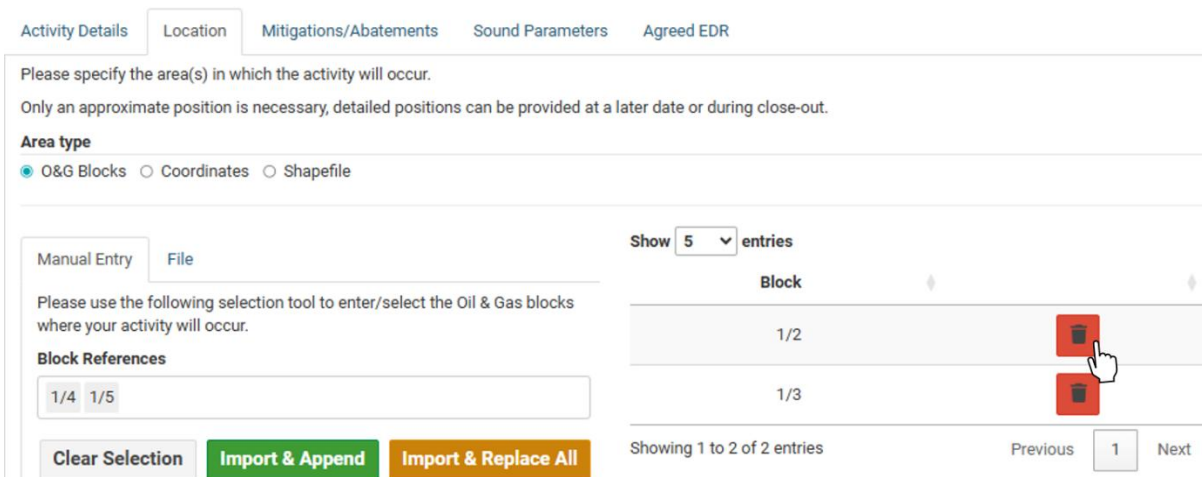 Activity Details Location Mitigations/Abatements Sound Parameters Agreed EDR
Please specify the area(s) in which the activity will occur.
Only an approximate position is necessary, detailed positions can be provided at a later date or during close-out.
Area type
O&G Blocks Coordinates Shapefile
Manual Entry File
Please use the following selection tool to enter/select the Oil & Gas blocks
where your activity will occur.
Block References
1/4 1/5
Clear Selection Import & Append Import & Replace All
Show 5 entries
Block
1/2
1/3
Showing 1 to 2 of 2 entries Previous 1 Next